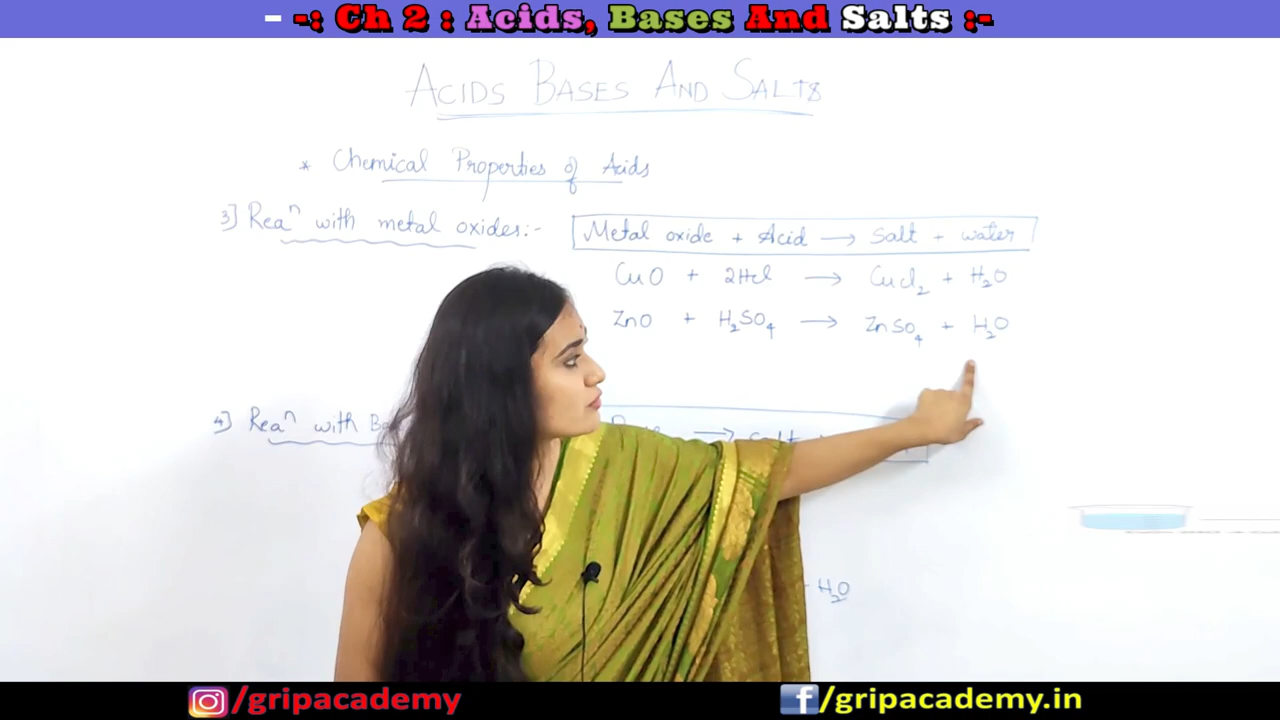 - -: Ch 2 : Acids, Bases And Salts :-
ACIDS BASES AND SALTS
* Chemical Properties of Acids
3] Reaⁿ with metal oxides:-
Metal oxide + Acid → Salt + water
CuO + 2Hcl → Cucl₂ + H₂O
ZnO + H₂SO₄ → ZnSO₄ + H₂O
4] Reaⁿ with
→ Salt
H₂O
/gripacademy
f/gripacademy.in